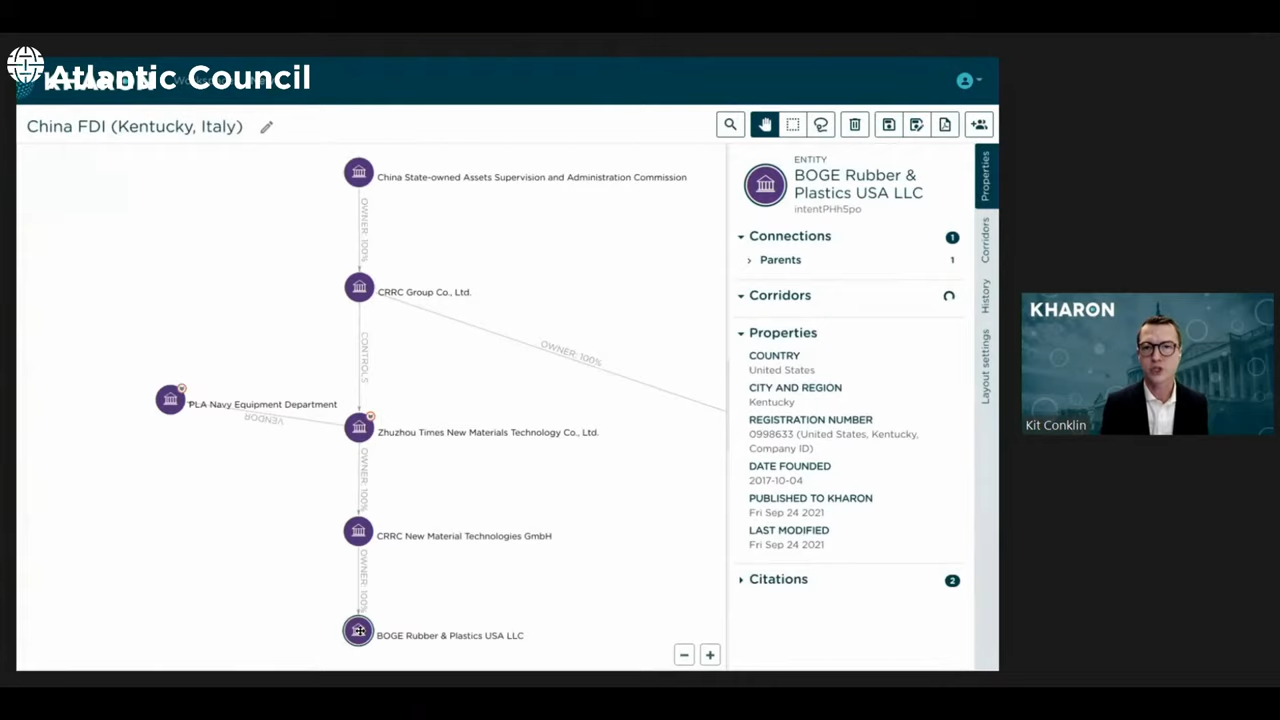 Atlantic Council
KHARON
China FDI (Kentucky, Italy)
China State-owned Assets Supervision and Administration Commission
OWNER: 100%
CRRC Group Co., Ltd.
OWNER: 100%
CONTROLS
PLA Navy Equipment Department
VENDOR
Zhuzhou Times New Materials Technology Co., Ltd.
OWNER: 100%
CRRC New Material Technologies GmbH
OWNER: 100%
BOGE Rubber & Plastics USA LLC
ENTITY
BOGE Rubber &
Plastics USA LLC
intentPHh5po
Connections 1
Parents 1
Corridors
Properties
COUNTRY
United States
CITY AND REGION
Kentucky
REGISTRATION NUMBER
0998633 (United States, Kentucky,
Company ID)
DATE FOUNDED
2017-10-04
PUBLISHED TO KHARON
Fri Sep 24 2021
LAST MODIFIED
Fri Sep 24 2021
Citations 2
Properties
Corridors
History
Layout settings
KHARON
Kit Conklin